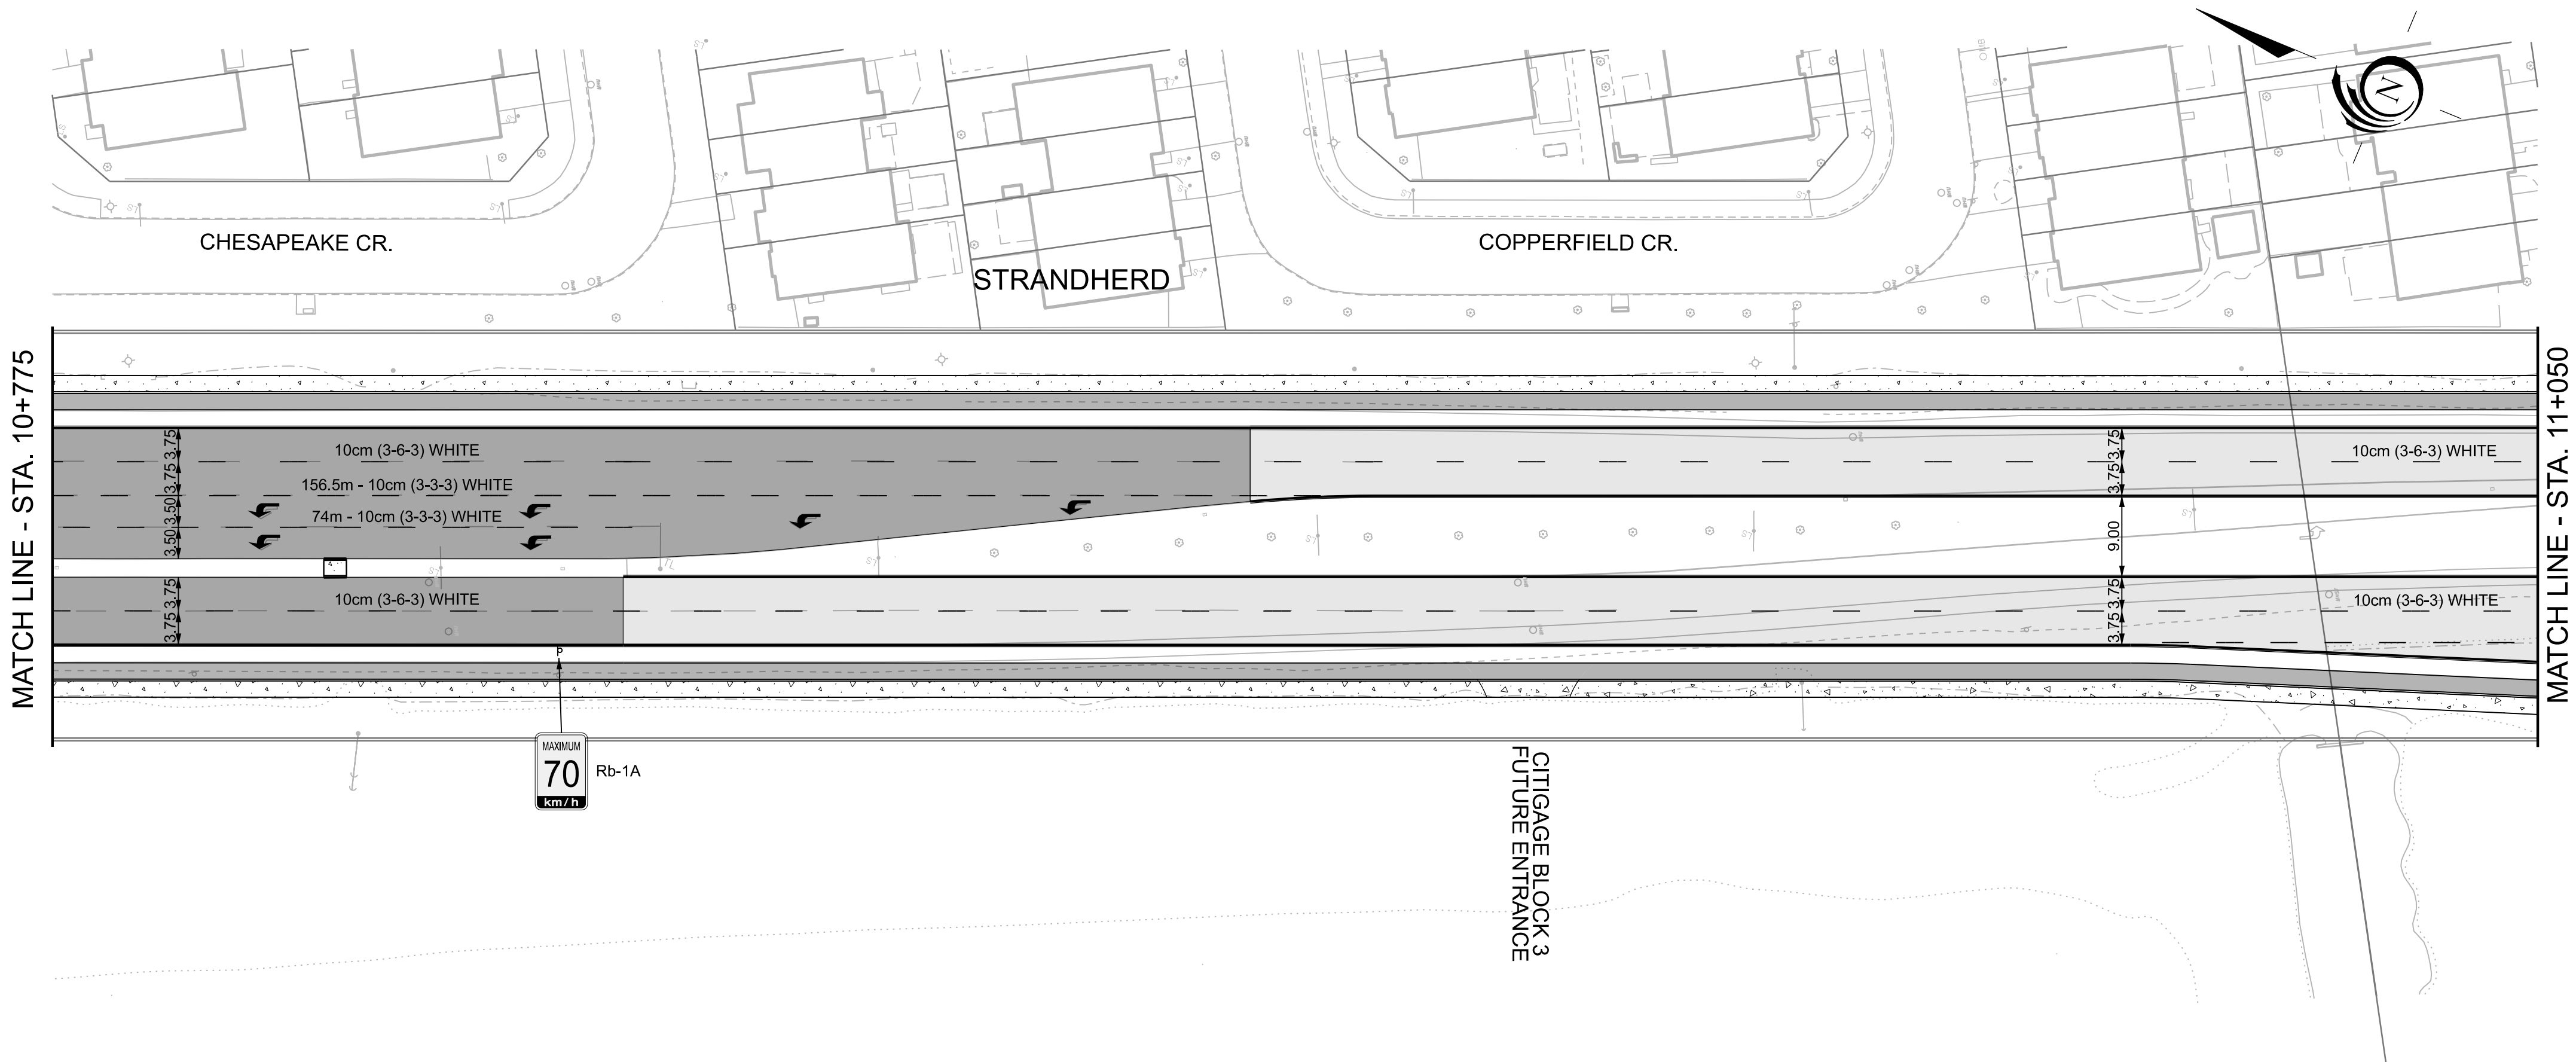 N
CHESAPEAKE CR.
COPPERFIELD CR.
STRANDHERD
MATCH LINE - STA. 10+775
MATCH LINE - STA. 11+050
3.75
3.75
3.50
3.50
10cm (3-6-3) WHITE
156.5m - 10cm (3-3-3) WHITE
74m - 10cm (3-3-3) WHITE
3.75
3.75
10cm (3-6-3) WHITE
9.00
TL
3.75
3.75
10cm (3-6-3) WHITE
3.75
3.75
10cm (3-6-3) WHITE
P
MAXIMUM
70
km/h
Rb-1A
CITIGAGE BLOCK 3
FUTURE ENTRANCE